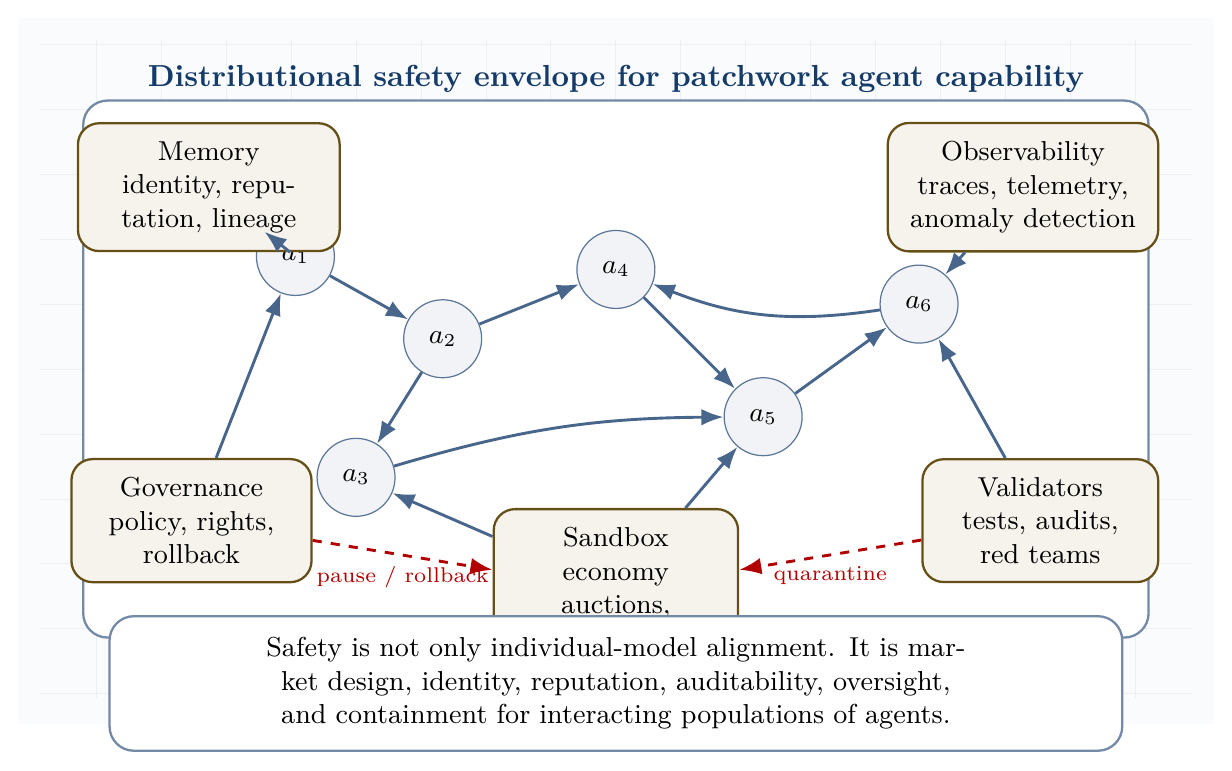 Distributional safety envelope for patchwork agent capability
Memory
identity, repu-
tation, lineage
Observability
traces, telemetry,
anomaly detection
a1
a4
a6
a2
a5
a3
Governance
policy, rights,
rollback
Sandbox
economy
auctions,
Validators
tests, audits,
red teams
pause / rollback
quarantine
Safety is not only individual-model alignment. It is mar-
ket design, identity, reputation, auditability, oversight,
and containment for interacting populations of agents.